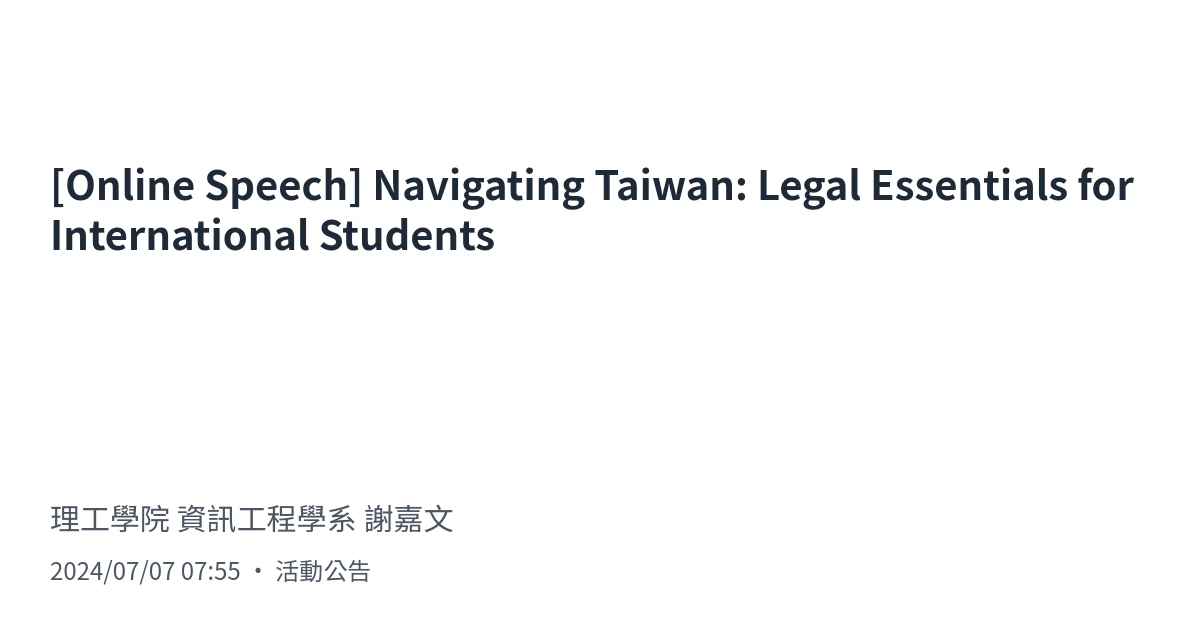 [Online Speech] Navigating Taiwan: Legal Essentials for
International Students
理工學院 資訊工程學系 謝嘉文
2024/07/07 07:55 • 活動公告